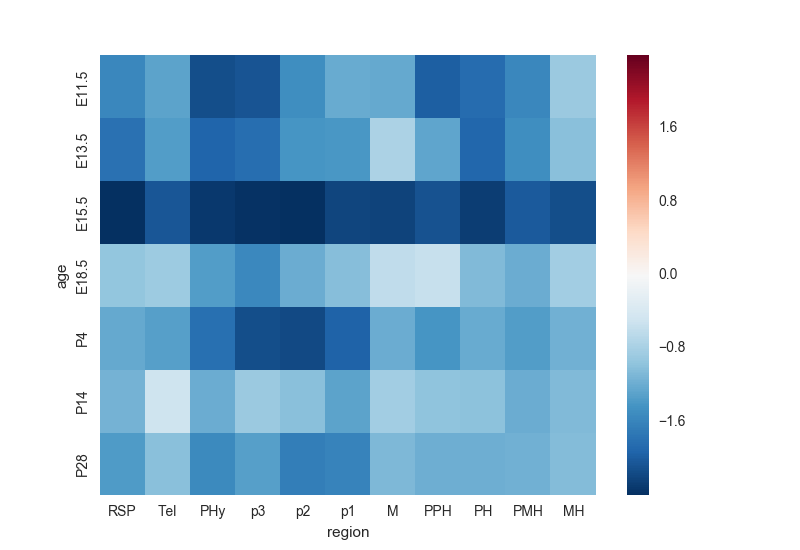 E11.5
E13.5
E15.5
E18.5
P4
P14
P28
age
RSP Tel PHy p3 p2 p1 M PPH PH PMH MH
region
1.6
0.8
0.0
−0.8
−1.6